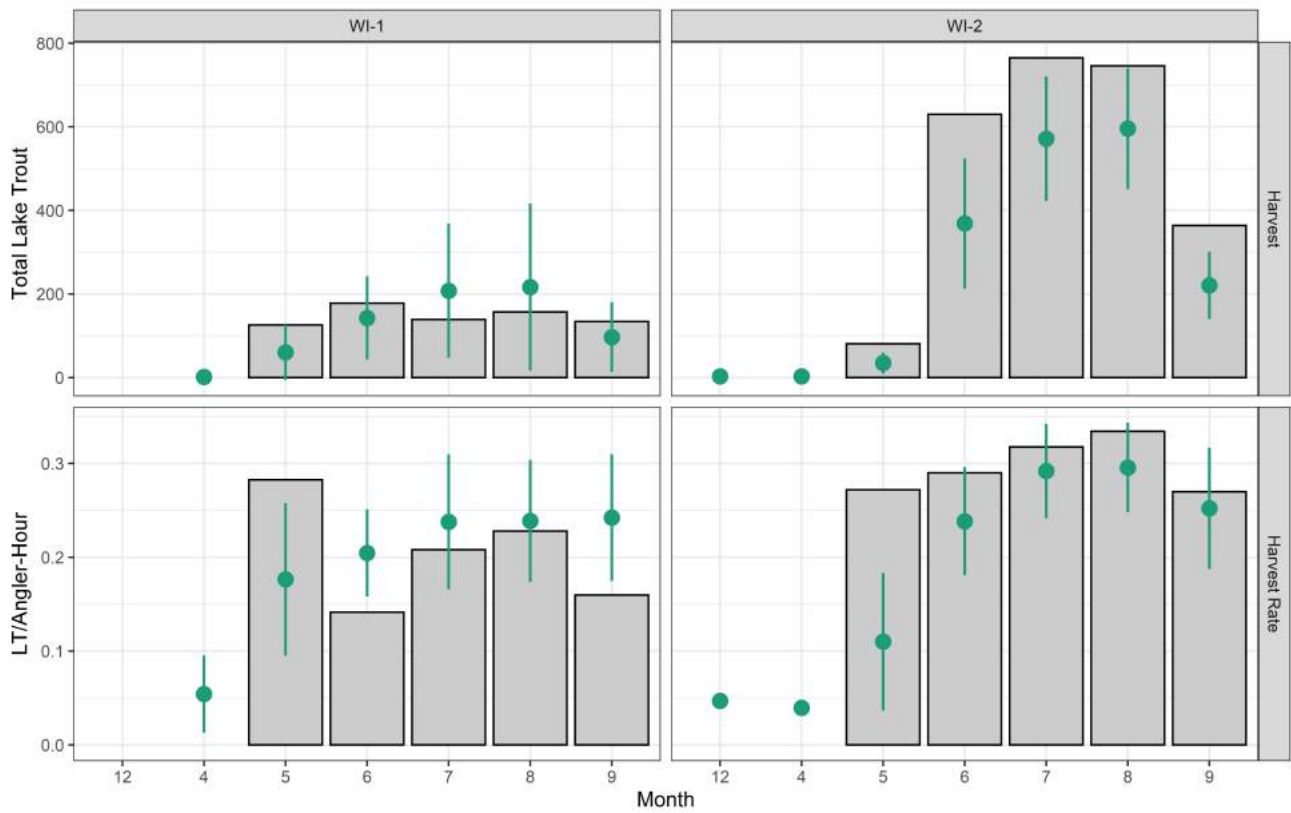 WI-1 WI-2
800
600
400
200
0
Total Lake Trout
Harvest
0.3
0.2
0.1
0.0
LT/Angler-Hour
Harvest Rate
12 4 5 6 7 8 9 12 4 5 6 7 8 9
Month